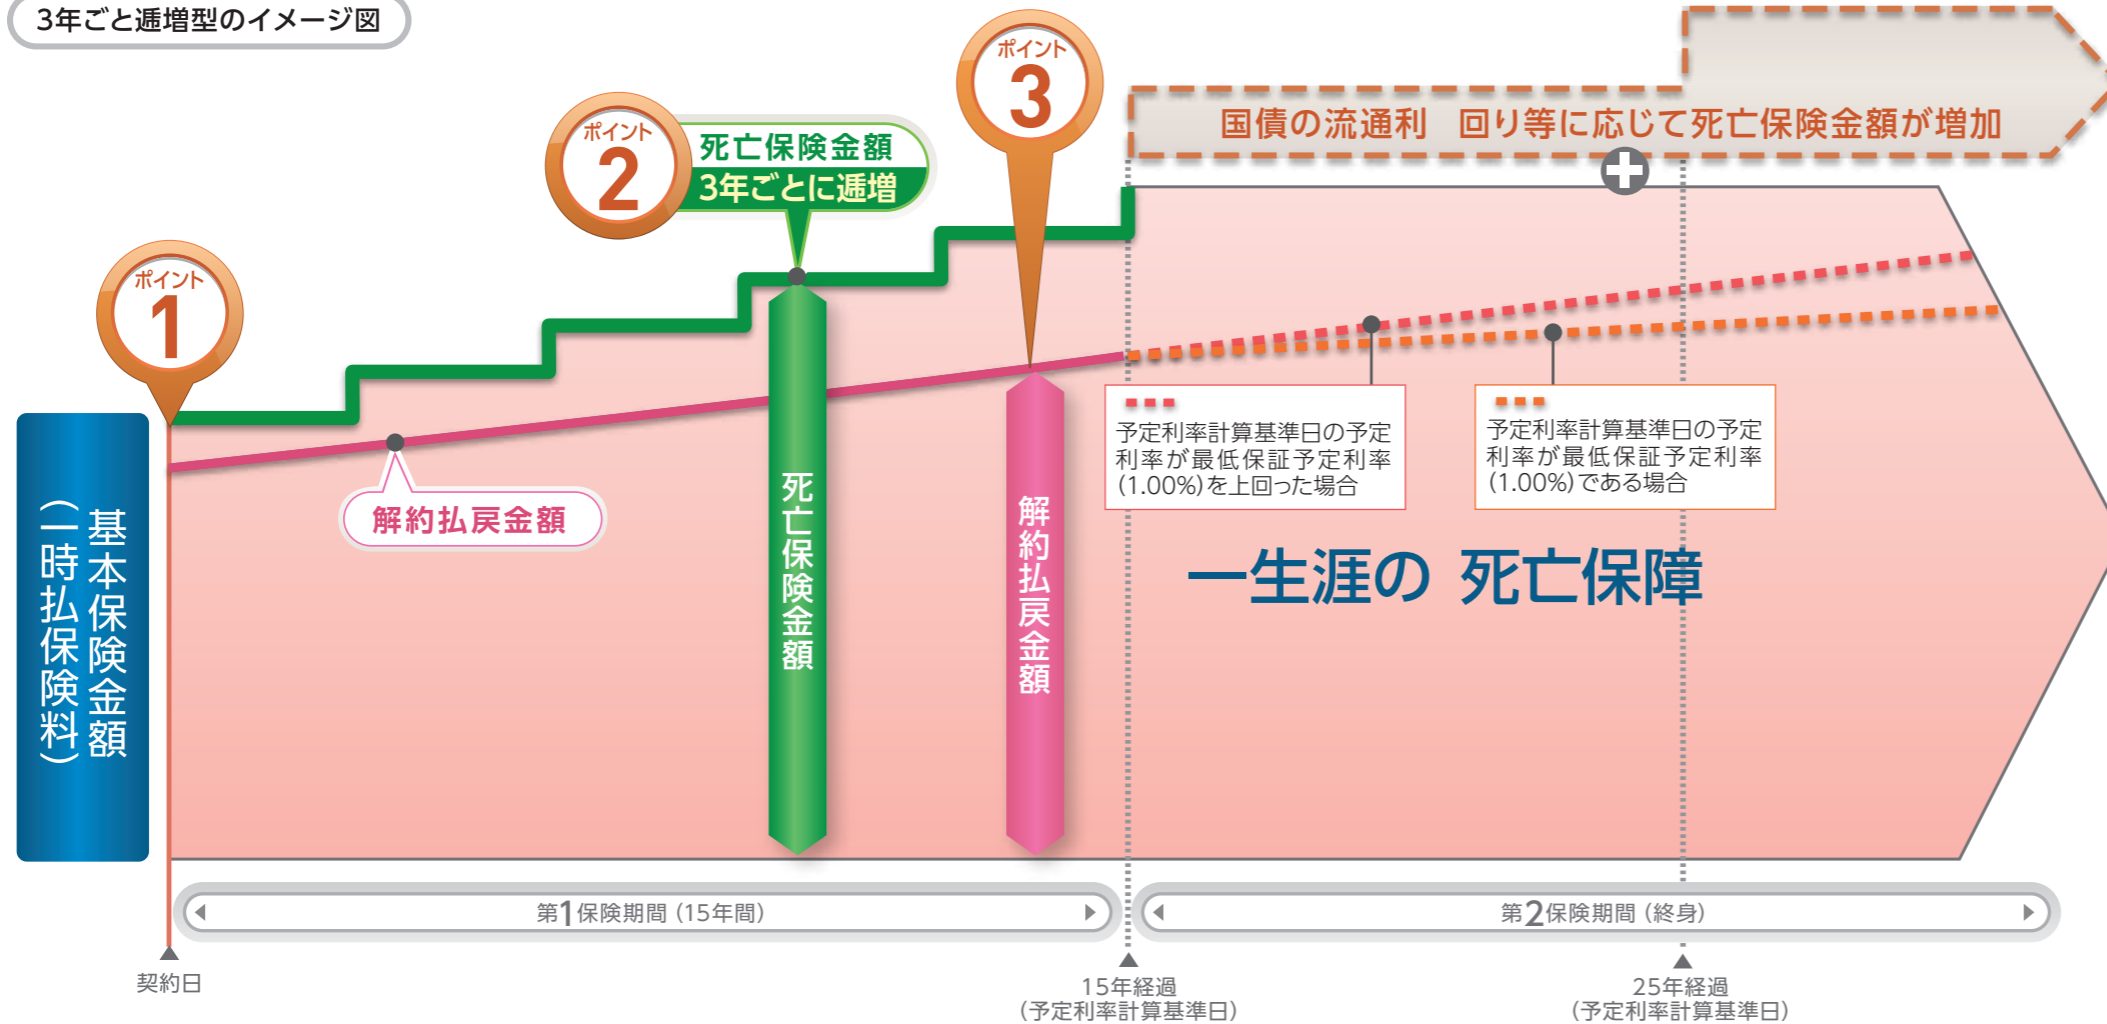 3年ごと逓増型のイメージ図
ポイント
1
ポイント
2
死亡保険金額
3年ごとに逓増
ポイント
3
国債の流通利 回り等に応じて死亡保険金額が増加
基本保険金額
(一時払保険料)
解約払戻金額
死亡保険金額
解約払戻金額
予定利率計算基準日の予定
利率が最低保証予定利率
(1.00%)を上回った場合
予定利率計算基準日の予定
利率が最低保証予定利率
(1.00%)である場合
一生涯の 死亡保障
第1保険期間(15年間)
第2保険期間(終身)
契約日
15年経過
(予定利率計算基準日)
25年経過
(予定利率計算基準日)